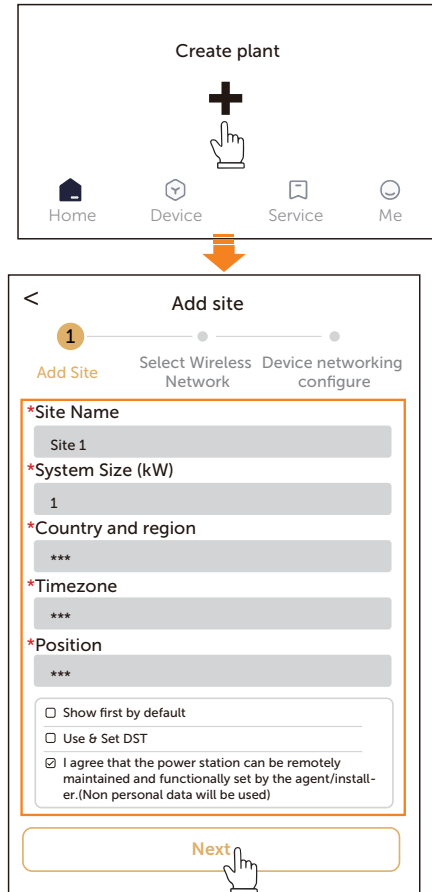 Create plant
Home Device Service Me
< Add site
1
Add Site Select Wireless Network Device networking configure
*Site Name
Site 1
*System Size (kW)
1
*Country and region
***
*Timezone
***
*Position
***
Show first by default
Use & Set DST
I agree that the power station can be remotely
maintained and functionally set by the agent/install-
er.(Non personal data will be used)
Next